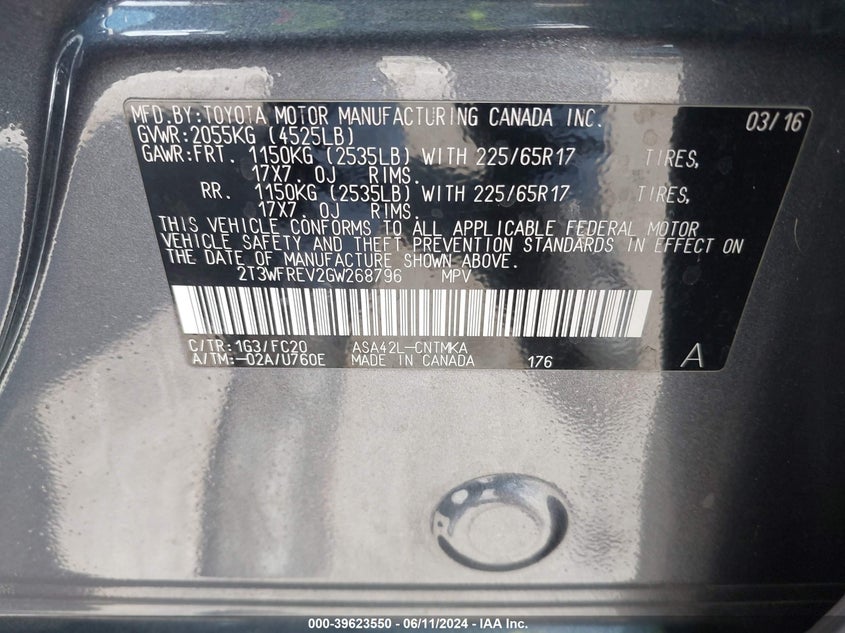 MFD.BY:TOYOTA MOTOR MANUFACTURING CANADA INC. 03/16
GVWR:2055KG (4525LB)
GAWR:FRT. 1150KG (2535LB) WITH 225/65R17 TIRES,
17X7.0J RIMS.
RR. 1150KG (2535LB) WITH 225/65R17 TIRES,
17X7.0J RIMS.
THIS VEHICLE CONFORMS TO ALL APPLICABLE FEDERAL MOTOR
VEHICLE SAFETY AND THEFT PREVENTION STANDARDS IN EFFECT ON
THE DATE OF MANUFACTURE SHOWN ABOVE.
2T3WFREV2GW268796 MPV
C/TR:1G3/FC20 ASA42L-CNTMKA
A/TM:-02A/U760E MADE IN CANADA 176 A
000-39623550 - 06/11/2024 - IAA Inc.